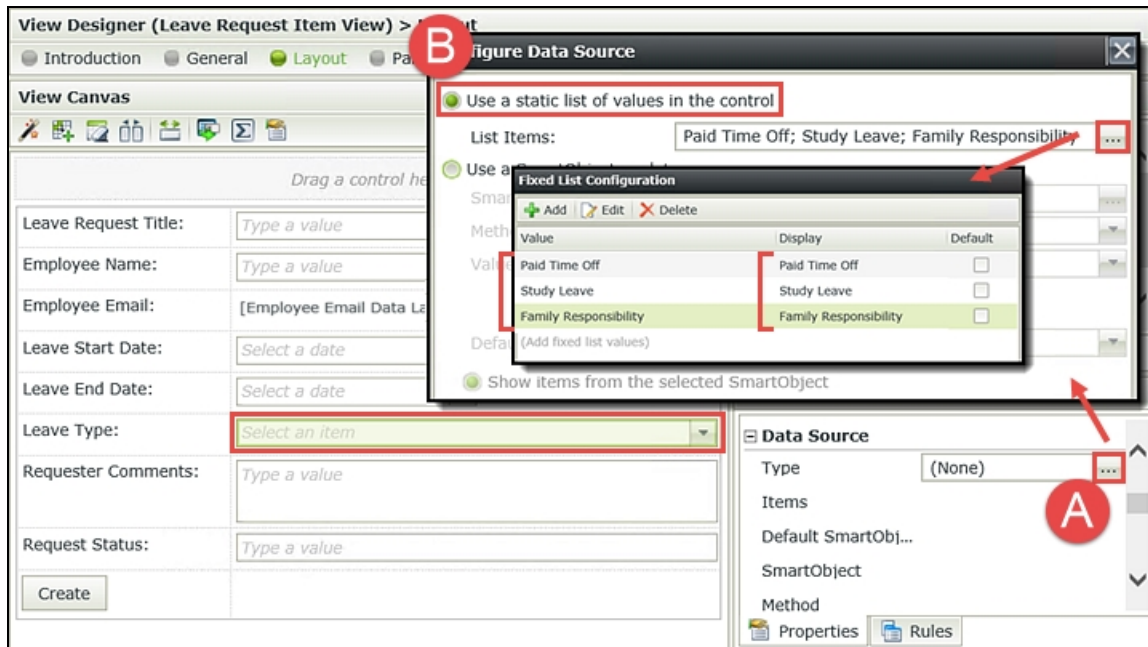 View Designer (Leave Request Item View) >
Introduction General Layout
B
figure Data Source
View Canvas
Use a static list of values in the control
List Items: Paid Time Off; Study Leave; Family Responsibility ...
Drag a control
Use a
Fixed List Configuration
Add Edit Delete
Value Display Default
Paid Time Off Paid Time Off
Study Leave Study Leave
Family Responsibility Family Responsibility
(Add fixed list values)
Show items from the selected SmartObject
Leave Request Title: Type a value
Employee Name: Type a value
Employee Email: [Employee Email Data
Leave Start Date: Select a date
Leave End Date: Select a date
Leave Type: Select an item
Requester Comments: Type a value
Request Status: Type a value
Create
Data Source
Type (None) ...
A
Items
Default SmartObj...
SmartObject
Method
Properties Rules